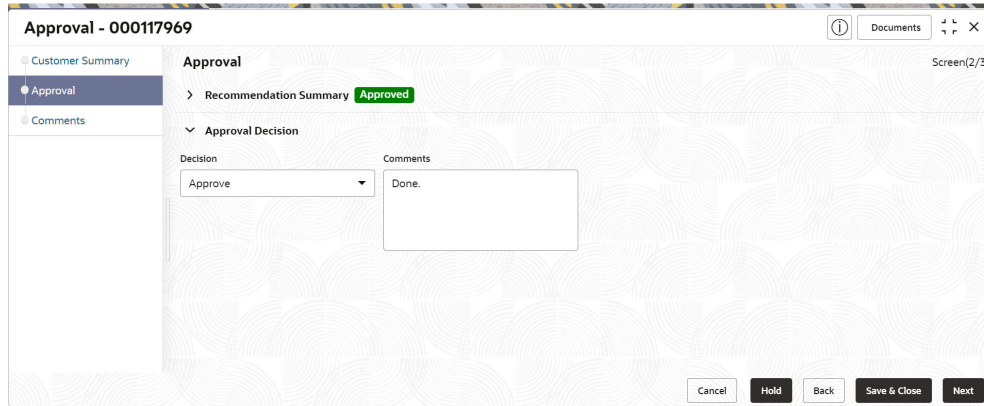 Approval - 000117969
Documents
Customer Summary
Approval
Comments
Approval
Screen(2/3
Recommendation Summary Approved
Approval Decision
Decision
Comments
Approve
Done.
Cancel
Hold
Back
Save & Close
Next